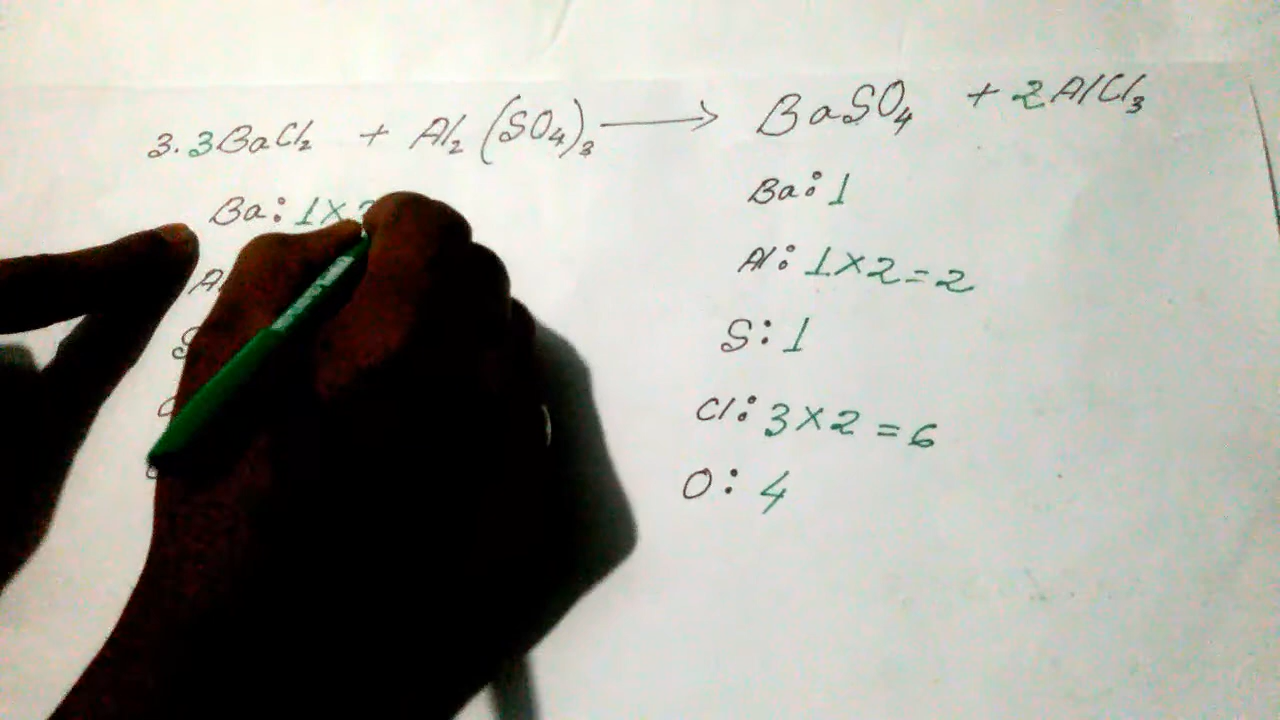 3. 3BaCl₂ + Al₂(SO₄)₃ ⟶ BaSO₄ + 2AlCl₃
Ba: 1×3
Ba: 1
Al: 1×2=2
S: 1
Cl: 3×2=6
O: 4